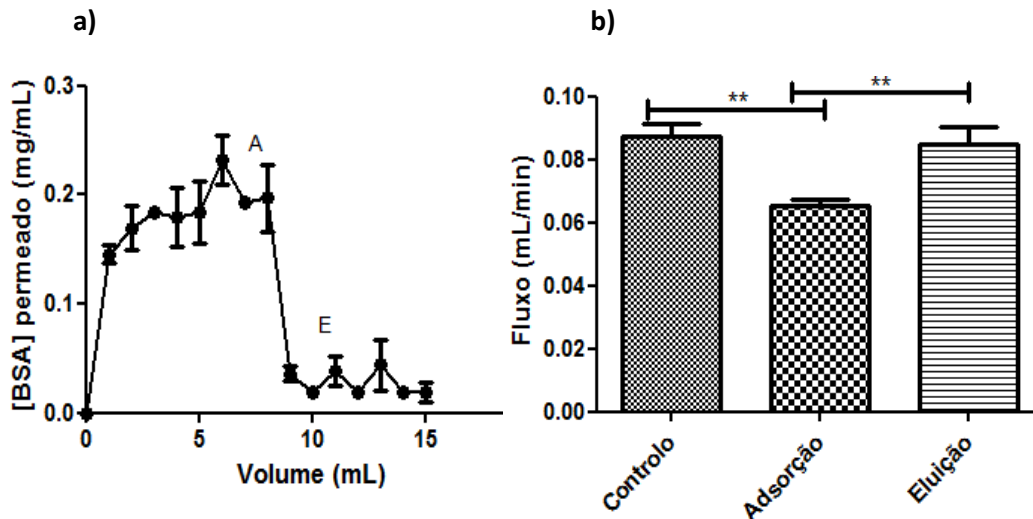 a)
[BSA] permeado (mg/mL)
0.3
0.2
0.1
0.0
A
E
0
5
10
15
Volume (mL)
b)
Fluxo (mL/min)
0.10
0.08
0.06
0.04
0.02
0.00
**
**
Controlo
Adsorção
Eluição